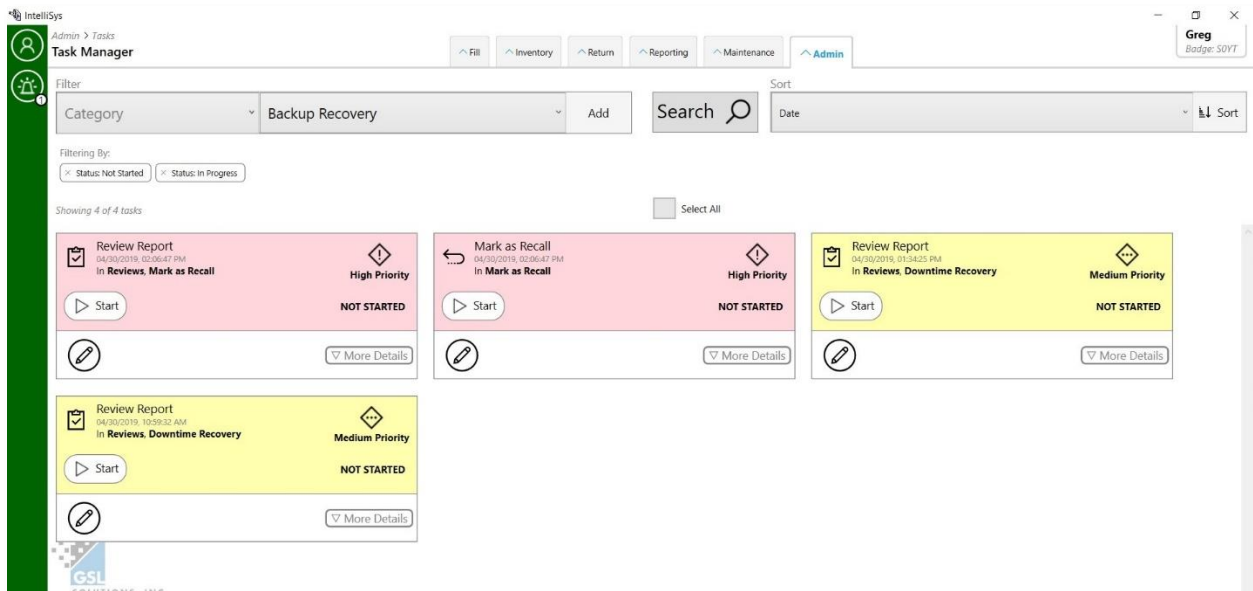 IntelliSys
Admin > Tasks
Task Manager
Fill
Inventory
Return
Reporting
Maintenance
Admin
Greg
Badge: S0YT
1
Filter
Sort
Category
Backup Recovery
Add
Search
Date
Sort
Filtering By:
× Status: Not Started
× Status: In Progress
Showing 4 of 4 tasks
Select All
Review Report
04/30/2019, 02:06:47 PM
In Reviews, Mark as Recall
High Priority
Start
NOT STARTED
More Details
Mark as Recall
04/30/2019, 02:06:47 PM
In Mark as Recall
High Priority
Start
NOT STARTED
More Details
Review Report
04/30/2019, 01:34:25 PM
In Reviews, Downtime Recovery
Medium Priority
Start
NOT STARTED
More Details
Review Report
04/30/2019, 10:59:32 AM
In Reviews, Downtime Recovery
Medium Priority
Start
NOT STARTED
More Details
GSL